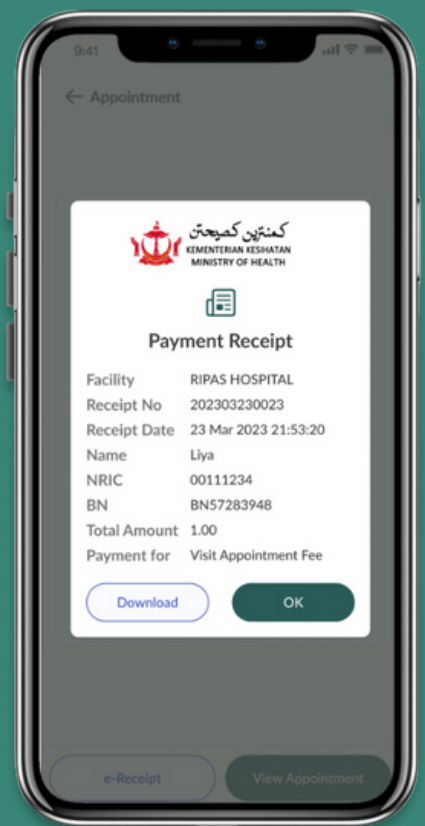 9:41
← Appointment
كمنترين كصيحتن
KEMENTERIAN KESIHATAN
MINISTRY OF HEALTH
Payment Receipt
Facility RIPAS HOSPITAL
Receipt No 202303230023
Receipt Date 23 Mar 2023 21:53:20
Name Liya
NRIC 00111234
BN BN57283948
Total Amount 1.00
Payment for Visit Appointment Fee
Download OK
e-Receipt View Appointment